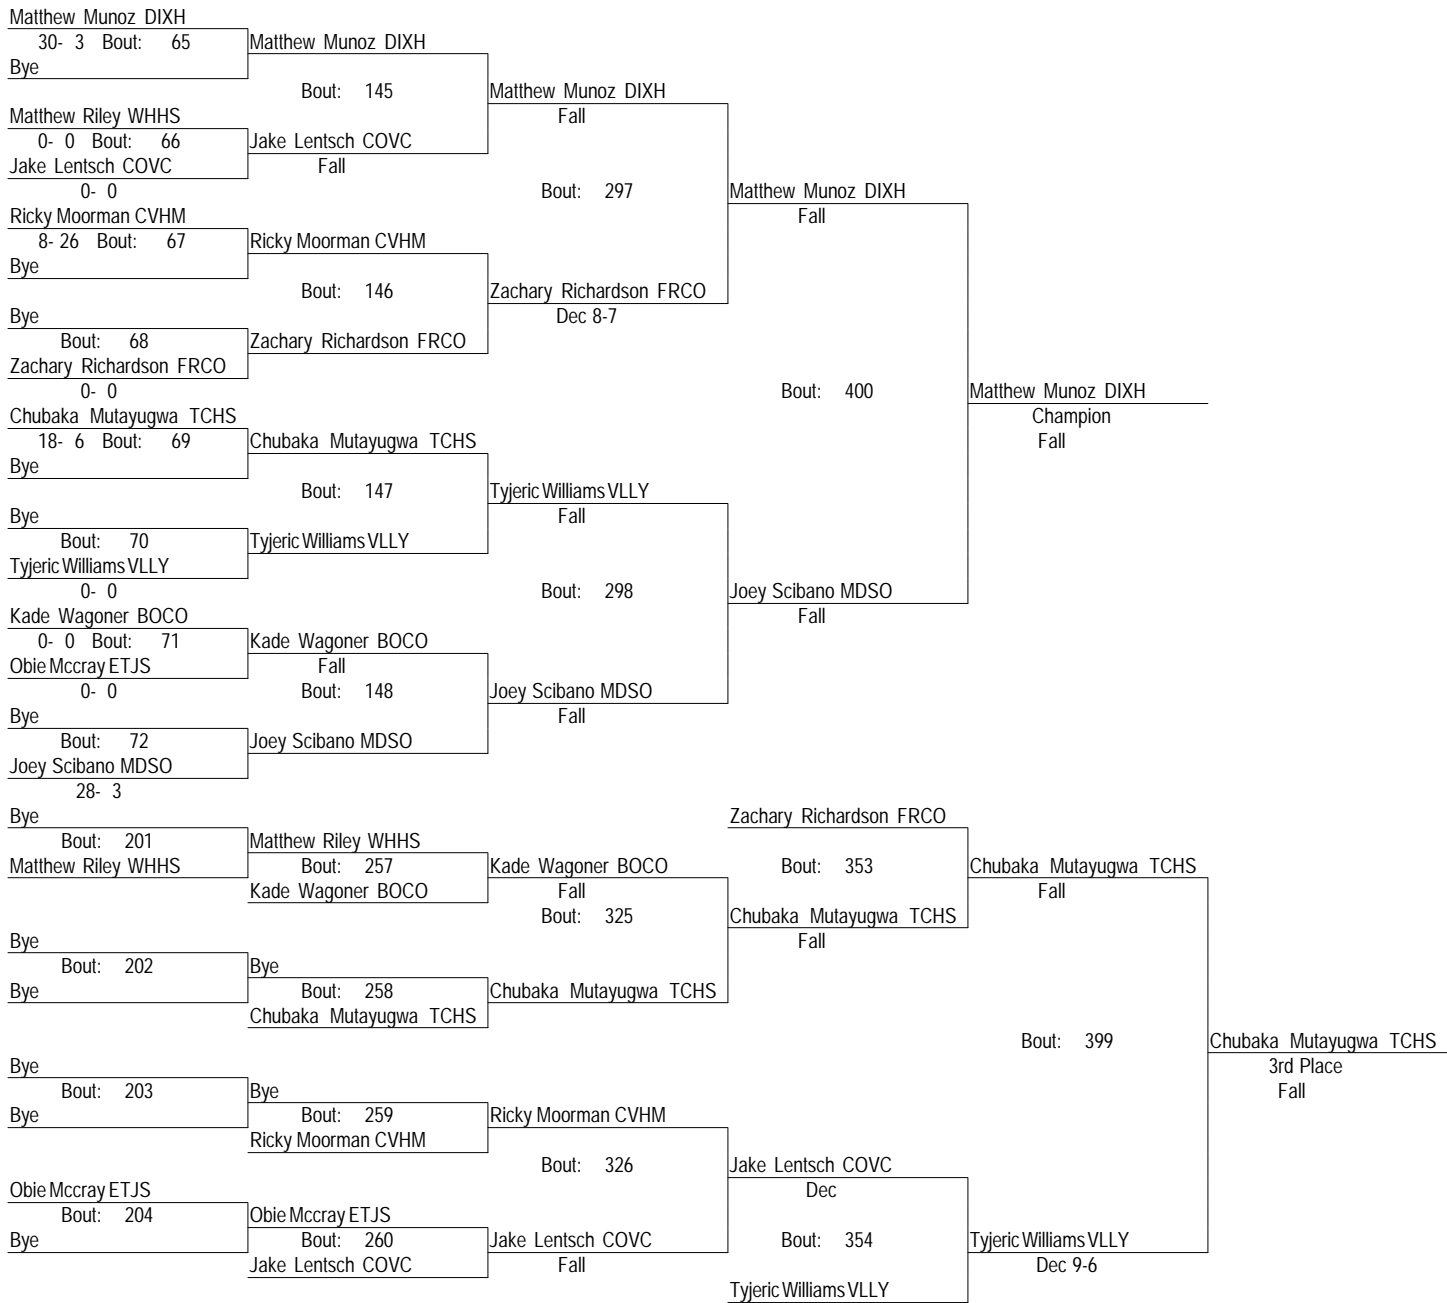 Matthew Munoz DIXH
30- 3 Bout: 65
Matthew Munoz DIXH
Bye
Bout: 145
Matthew Munoz DIXH
Fall
Matthew Riley WHHS
0- 0 Bout: 66
Jake Lentsch COVC
Jake Lentsch COVC
Fall
0- 0
Bout: 297
Matthew Munoz DIXH
Fall
Ricky Moorman CVHM
8- 26 Bout: 67
Ricky Moorman CVHM
Bye
Bout: 146
Zachary Richardson FRCO
Dec 8-7
Bye
Bout: 68
Zachary Richardson FRCO
Zachary Richardson FRCO
0- 0
Bout: 400
Matthew Munoz DIXH
Champion
Fall
Chubaka Mutayugwa TCHS
18- 6 Bout: 69
Chubaka Mutayugwa TCHS
Bye
Bout: 147
Tyjeric Williams VLLY
Fall
Bye
Bout: 70
Tyjeric Williams VLLY
Tyjeric Williams VLLY
0- 0
Bout: 298
Joey Scibano MDSO
Fall
Kade Wagoner BOCO
0- 0 Bout: 71
Kade Wagoner BOCO
Obie Mccray ETJS
Fall
0- 0
Bout: 148
Joey Scibano MDSO
Fall
Bye
Bout: 72
Joey Scibano MDSO
Joey Scibano MDSO
28- 3
Bye
Bout: 201
Matthew Riley WHHS
Matthew Riley WHHS
Bout: 257
Kade Wagoner BOCO
Kade Wagoner BOCO
Fall
Bout: 325
Zachary Richardson FRCO
Bout: 353
Chubaka Mutayugwa TCHS
Fall
Chubaka Mutayugwa TCHS
Fall
Bye
Bout: 202
Bye
Bye
Bout: 258
Chubaka Mutayugwa TCHS
Chubaka Mutayugwa TCHS
Bout: 399
Chubaka Mutayugwa TCHS
3rd Place
Fall
Bye
Bout: 203
Bye
Bye
Bout: 259
Ricky Moorman CVHM
Ricky Moorman CVHM
Bout: 326
Jake Lentsch COVC
Dec
Obie Mccray ETJS
Bout: 204
Obie Mccray ETJS
Bye
Bout: 260
Jake Lentsch COVC
Jake Lentsch COVC
Fall
Bout: 354
Tyjeric Williams VLLY
Dec 9-6
Tyjeric Williams VLLY